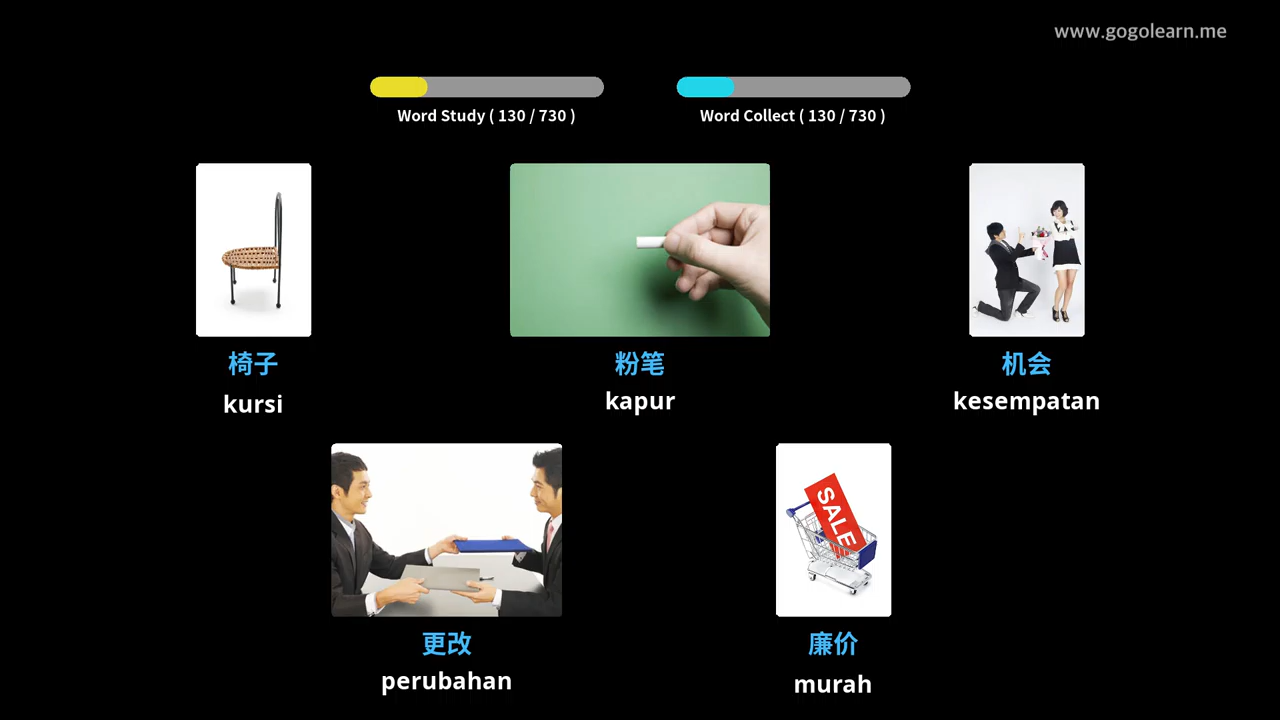 www.gogolearn.me
Word Study ( 130 / 730 )
Word Collect ( 130 / 730 )
椅子
kursi
粉笔
kapur
机会
kesempatan
SALE
更改
perubahan
廉价
murah